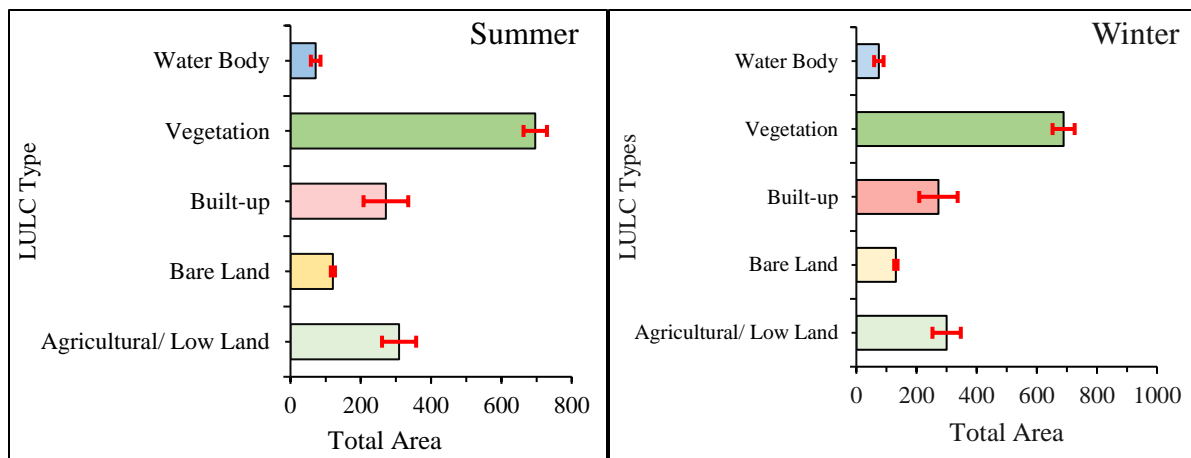 Summer
LULC Type
Water Body
Vegetation
Built-up
Bare Land
Agricultural/ Low Land
0 200 400 600 800
Total Area
Winter
LULC Types
Water Body
Vegetation
Built-up
Bare Land
Agricultural/ Low Land
0 200 400 600 800 1000
Total Area